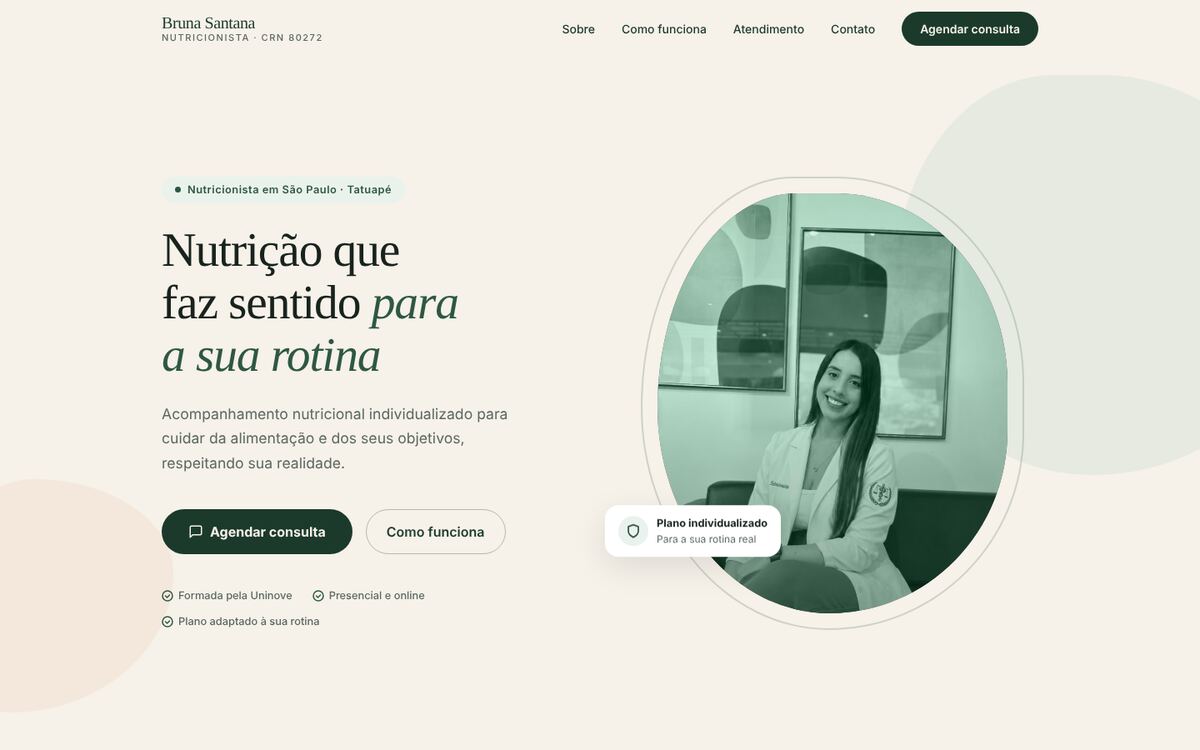 Bruna Santana
NUTRICIONISTA · CRN 80272
Sobre
Como funciona
Atendimento
Contato
Agendar consulta
Nutricionista em São Paulo · Tatuapé
Nutrição que
faz sentido para
a sua rotina
Acompanhamento nutricional individualizado para
cuidar da alimentação e dos seus objetivos,
respeitando sua realidade.
Agendar consulta
Como funciona
Formada pela Uninove
Presencial e online
Plano adaptado à sua rotina
Plano individualizado
Para a sua rotina real